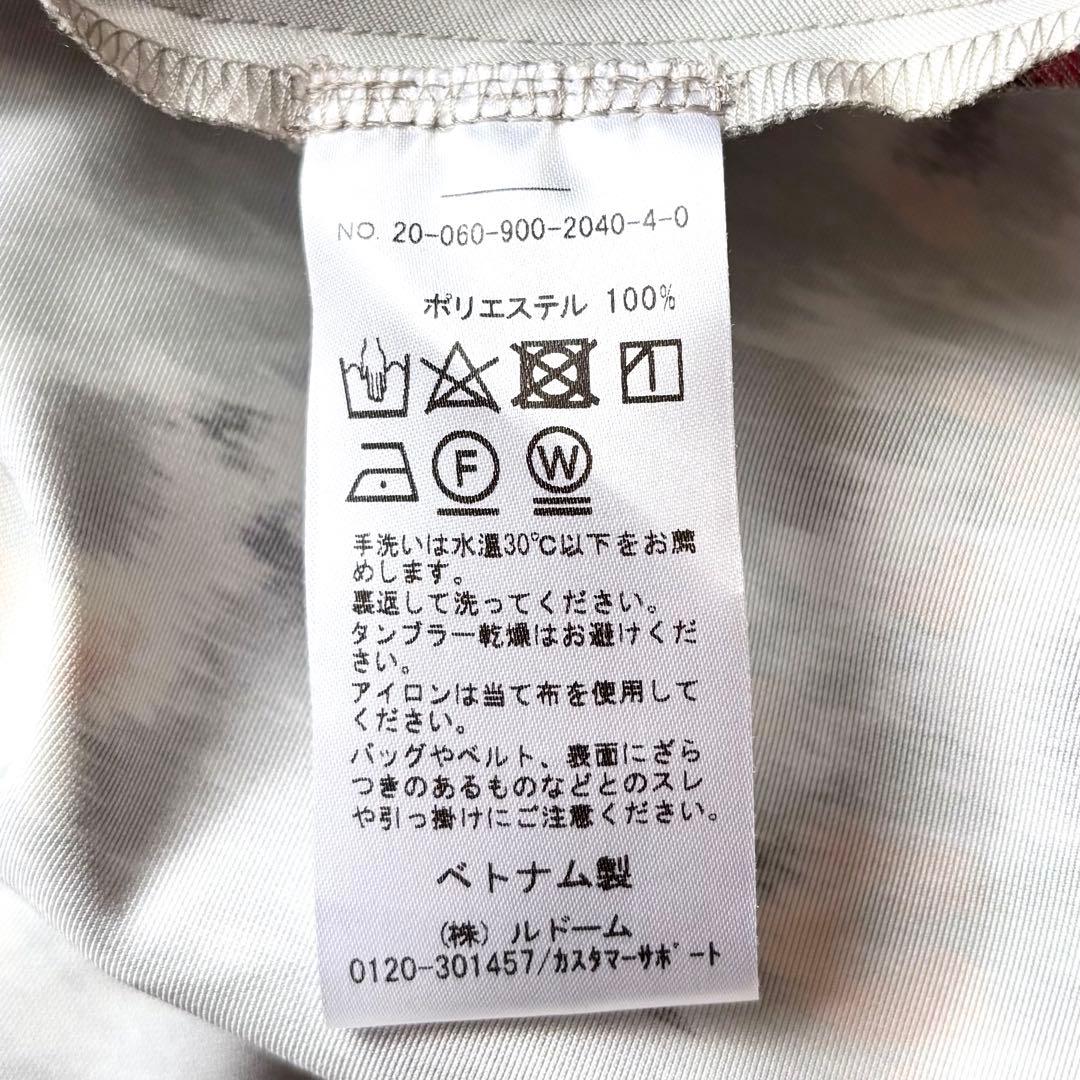 NO. 20-060-900-2040-4-0
ポリエステル 100%
F W
手洗いは水温30℃以下をお薦
めします。
裏返して洗ってください。
タンブラー乾燥はお避けくだ
さい。
アイロンは当て布を使用して
ください。
バッグやベルト、表面にざら
つきのあるものなどとのスレ
や引っ掛けにご注意ください。
ベトナム製
(株) ルドーム
0120-301457/カスタマーサポート